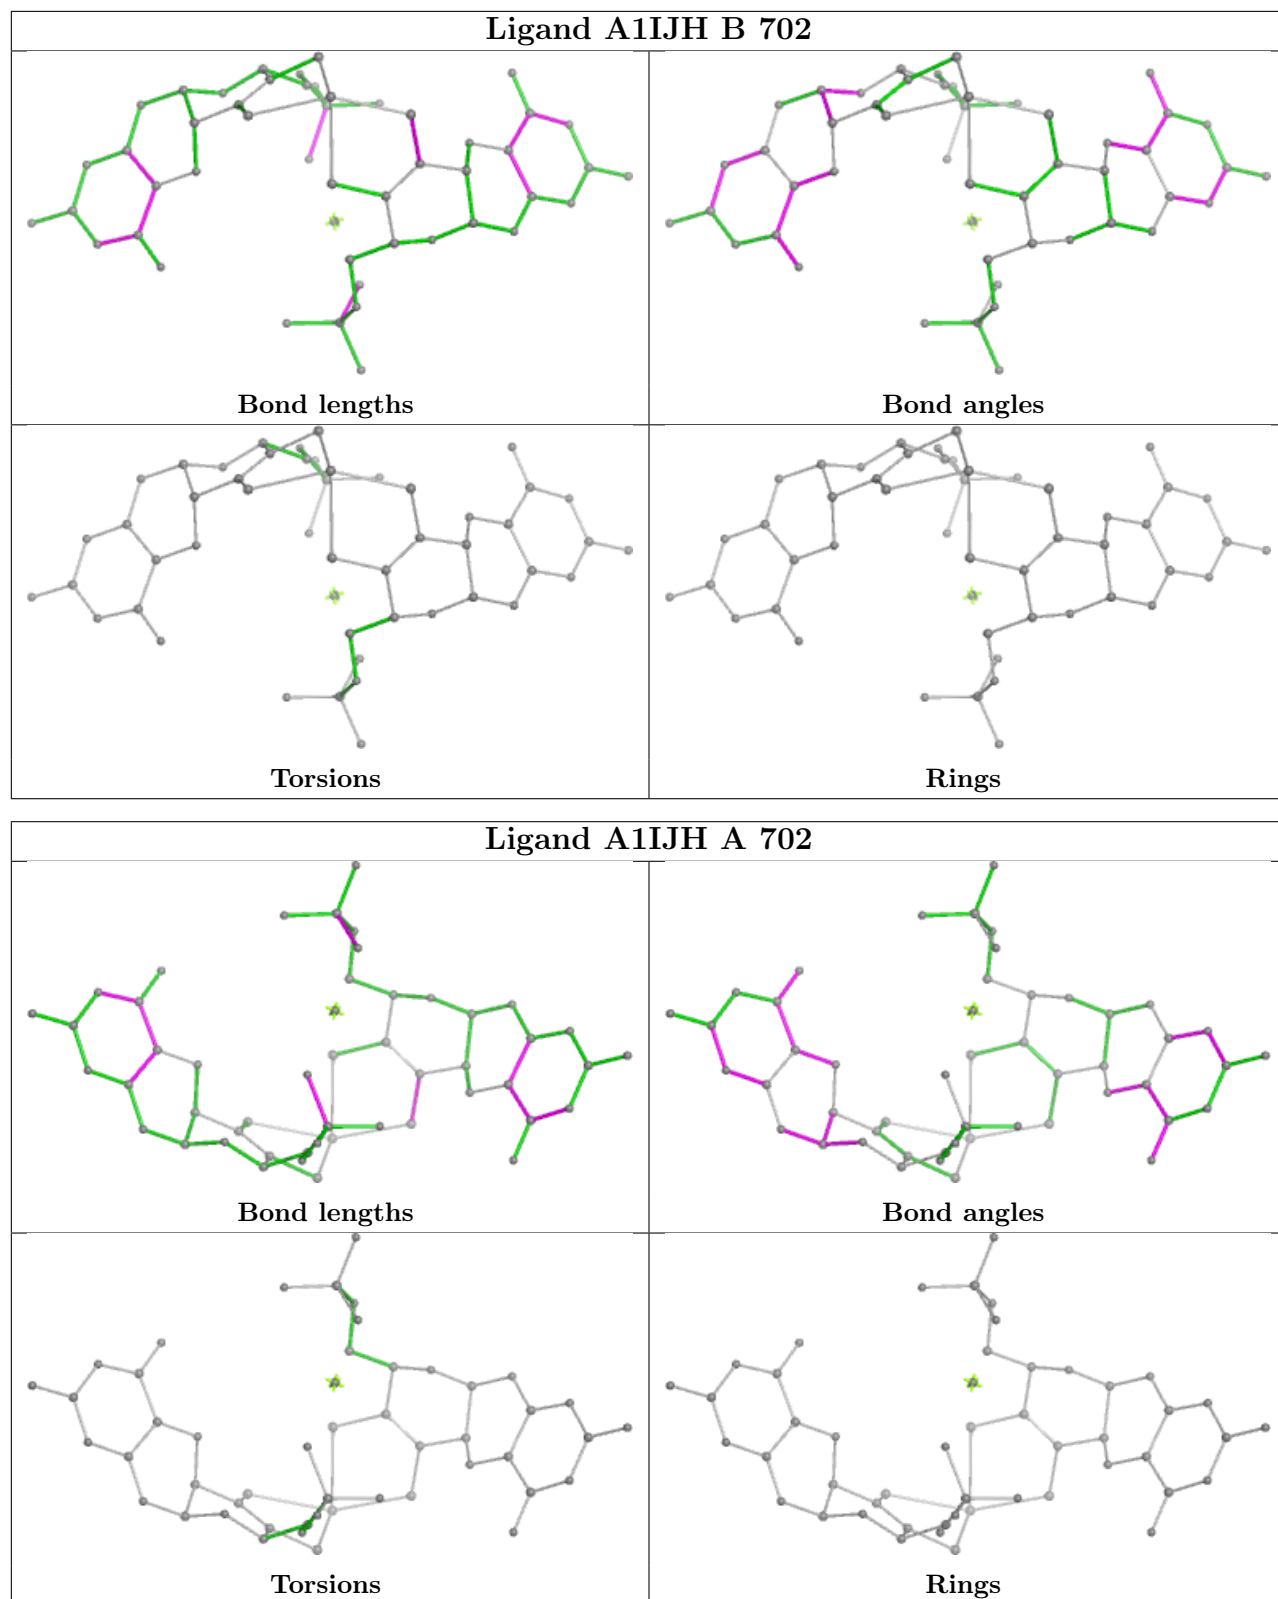 Ligand A1IJH B 702
Bond lengths
Bond angles
Torsions
Rings
Ligand A1IJH A 702
Bond lengths
Bond angles
Torsions
Rings